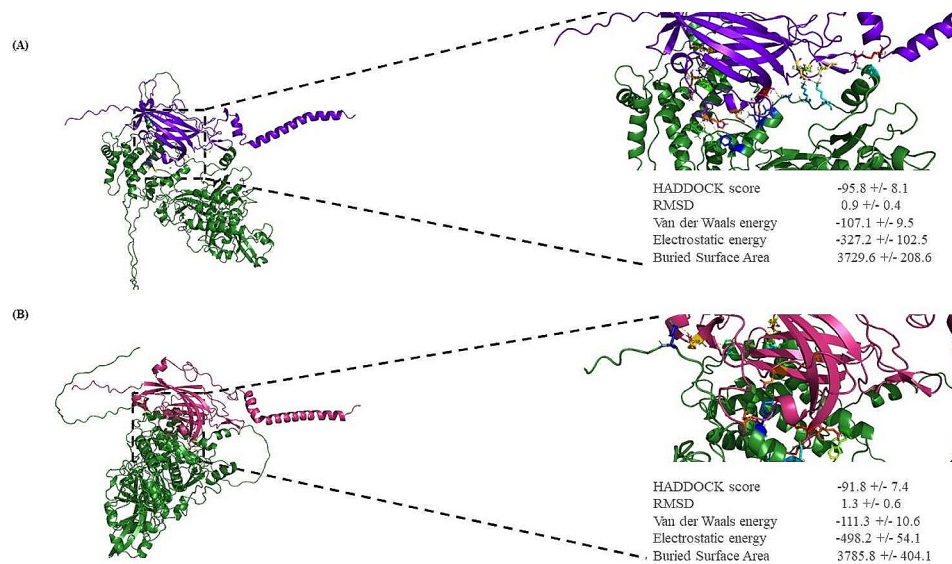 (A)
HADDOCK score -95.8 +/- 8.1
RMSD 0.9 +/- 0.4
Van der Waals energy -107.1 +/- 9.5
Electrostatic energy -327.2 +/- 102.5
Buried Surface Area 3729.6 +/- 208.6
(B)
HADDOCK score -91.8 +/- 7.4
RMSD 1.3 +/- 0.6
Van der Waals energy -111.3 +/- 10.6
Electrostatic energy -498.2 +/- 54.1
Buried Surface Area 3785.8 +/- 404.1